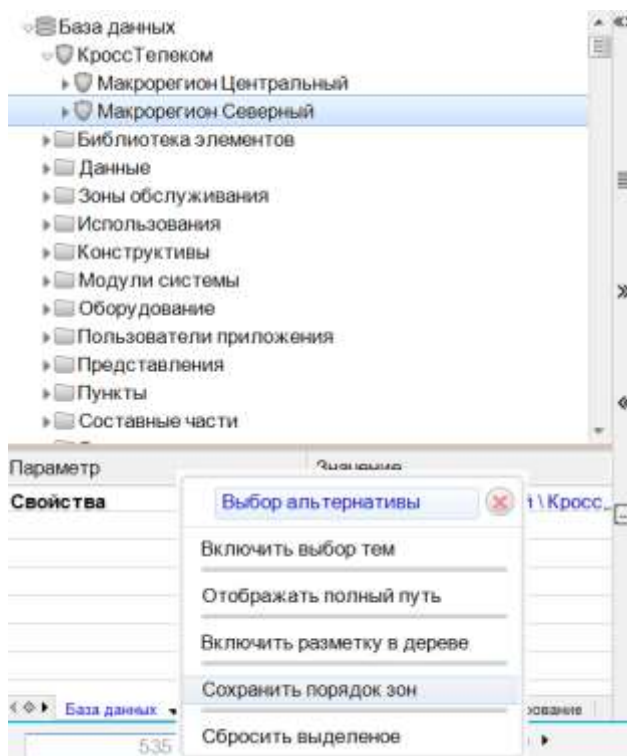 База данных
КроссТелеком
Макрорегион Центральный
Макрорегион Северный
Библиотека элементов
Данные
Зоны обслуживания
Использования
Конструктивы
Модули системы
Оборудование
Пользователи приложения
Представления
Пункты
Составные части
Параметр Значение
Свойства \Кросс
Выбор альтернативы
Включить выбор тем
Отображать полный путь
Включить разметку в дереве
Сохранить порядок зон
Сбросить выделеное
База данных
535